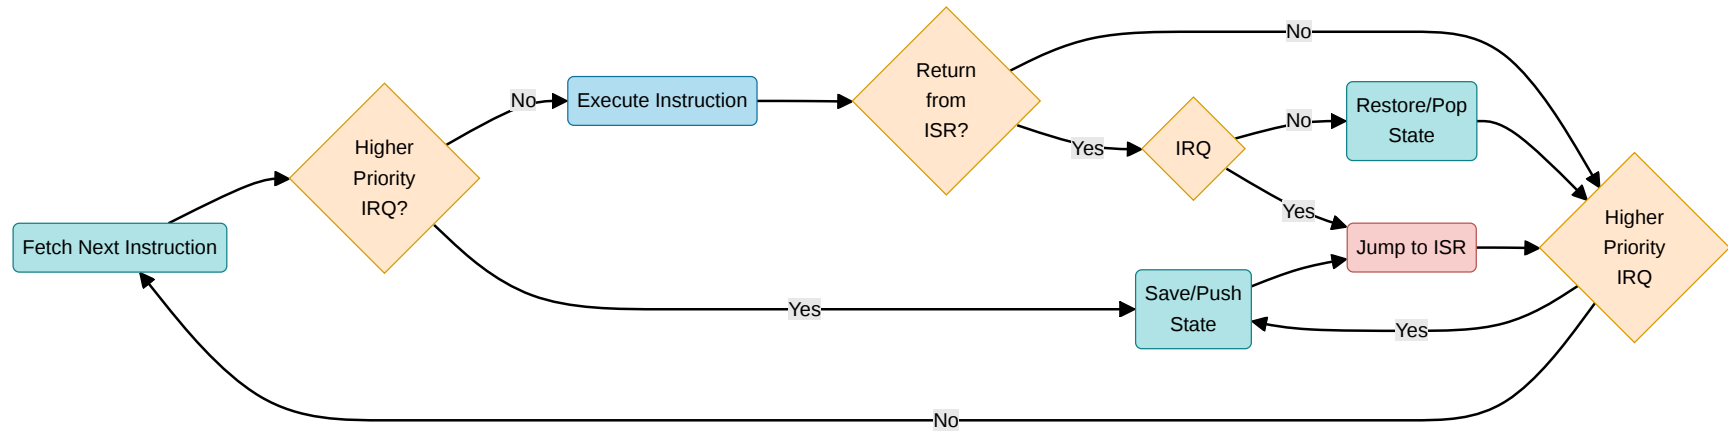 Fetch Next Instruction
Higher
Priority
IRQ?
No
Execute Instruction
Return
from
ISR?
No
Yes
IRQ
No
Restore/Pop
State
Yes
Jump to ISR
Yes
Save/Push
State
Higher
Priority
IRQ
Yes
No